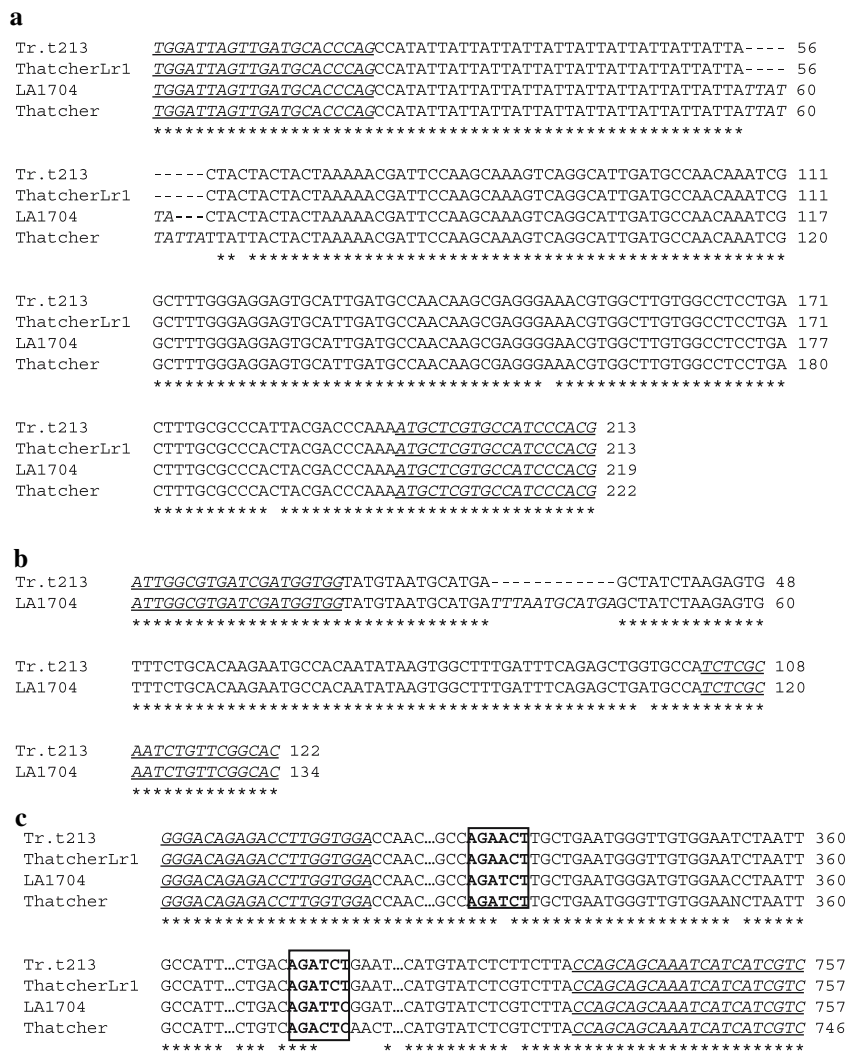 a
Tr.t213 TGGATTAGTTGATGCACCCAGCCATATTATTATTATTATTATTATTATTATTATTA---- 56
ThatcherLr1 TGGATTAGTTGATGCACCCAGCCATATTATTATTATTATTATTATTATTATTATTA---- 56
LA1704 TGGATTAGTTGATGCACCCAGCCATATTATTATTATTATTATTATTATTATTATTATTAT 60
Thatcher TGGATTAGTTGATGCACCCAGCCATATTATTATTATTATTATTATTATTATTATTATTAT 60
********************************************************
Tr.t213 -----CTACTACTACTAAAAACGATTCCAAGCAAAGTCAGGCATTGATGCCAACAAATCG 111
ThatcherLr1 -----CTACTACTACTAAAAACGATTCCAAGCAAAGTCAGGCATTGATGCCAACAAATCG 111
LA1704 TA---CTACTACTACTAAAAACGATTCCAAGCAAAGTCAGGCATTGATGCCAACAAATCG 117
Thatcher TATTATTATTACTACTAAAAACGATTCCAAGCAAAGTCAGGCATTGATGCCAACAAATCG 120
** ***************************************************
Tr.t213 GCTTTGGGAGGAGTGCATTGATGCCAACAAGCGAGGGAAACGTGGCTTGTGGCCTCCTGA 171
ThatcherLr1 GCTTTGGGAGGAGTGCATTGATGCCAACAAGCGAGGGAAACGTGGCTTGTGGCCTCCTGA 171
LA1704 GCTTTGGGAGGAGTGCATTGATGCCAACAAGCGAGGGGAACGTGGCTTGTGGCCTCCTGA 177
Thatcher GCTTTGGGAGGAGTGCATTGATGCCAACAAGCGAGGGAAACGTGGCTTGTGGCCTCCTGA 180
************************************* **********************
Tr.t213 CTTTGCGCCCATTACGACCCAAAATGCTCGTGCCATCCCACG 213
ThatcherLr1 CTTTGCGCCCATTACGACCCAAAATGCTCGTGCCATCCCACG 213
LA1704 CTTTGCGCCCACTACGACCCAAAATGCTCGTGCCATCCCACG 219
Thatcher CTTTGCGCCCACTACGACCCAAAATGCTCGTGCCATCCCACG 222
*********** ******************************
b
Tr.t213 ATTGGCGTGATCGATGGTGGTATGTAATGCATGA------------GCTATCTAAGAGTG 48
LA1704 ATTGGCGTGATCGATGGTGGTATGTAATGCATGATTTAATGCATGAGCTATCTAAGAGTG 60
**********************************            **************
Tr.t213 TTTCTGCACAAGAATGCCACAATATAAGTGGCTTTGATTTCAGAGCTGGTGCCATCTCGC 108
LA1704 TTTCTGCACAAGAATGCCACAATATAAGTGGCTTTGATTTCAGAGCTGATGCCATCTCGC 120
************************************************ ***********
Tr.t213 AATCTGTTCGGCAC 122
LA1704 AATCTGTTCGGCAC 134
**************
c
Tr.t213 GGGACAGAGACCTTGGTGGACCAAC…GCCAGAACTTGCTGAATGGGTTGTGGAATCTAATT 360
ThatcherLr1 GGGACAGAGACCTTGGTGGACCAAC…GCCAGAACTTGCTGAATGGGTTGTGGAATCTAATT 360
LA1704 GGGACAGAGACCTTGGTGGACCAAC…GCCAGATCTTGCTGAATGGGATGTGGAACCTAATT 360
Thatcher GGGACAGAGACCTTGGTGGACCAAC…GCCAGATCTTGCTGAATGGGTTGTGGAANCTAATT 360
******************************** ******************** ******
Tr.t213 GCCATT…CTGACAGATCTGAAT…CATGTATCTCTTCTTACCAGCAGCAAATCATCATCGTC 757
ThatcherLr1 GCCATT…CTGACAGATCTGAAT…CATGTATCTCGTCTTACCAGCAGCAAATCATCATCGTC 757
LA1704 GCCATT…CTGACAGATTCGGAT…CATGTATCTCGTCTTACCAGCAGCAAATCATCATCGTC 757
Thatcher GCCATT…CTGTCAGACTCAACT…CATGTATCTCGTCTTACCAGCAGCAAATCATCATCGTC 746
****** ** ****      * ********** ***************************